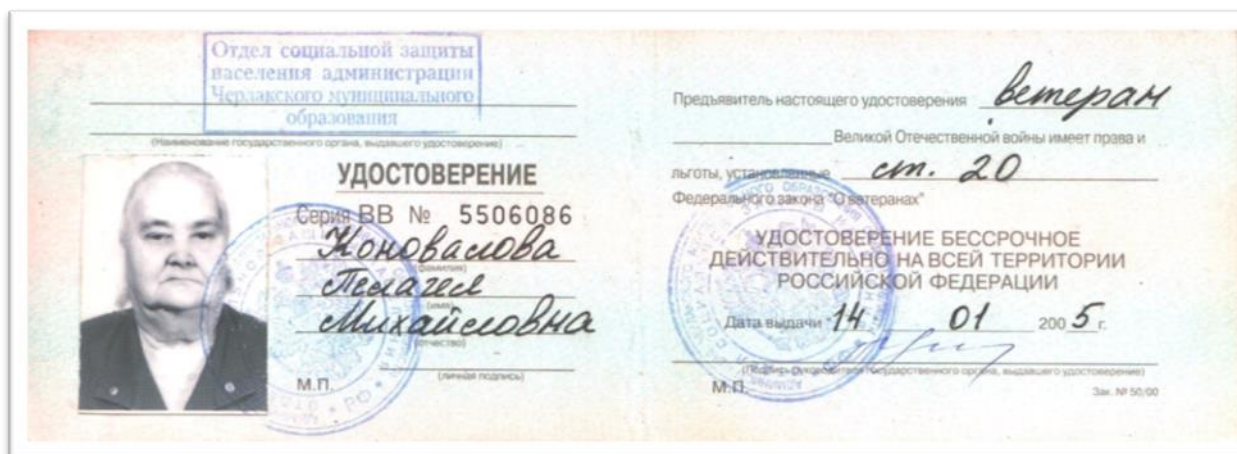 Отдел социальной защиты
населения администрации
Черлакского муниципального
образования
(Наименование государственного органа, выдавшего удостоверение)
УДОСТОВЕРЕНИЕ
Серия ВВ № 5506086
Коновалова
(фамилия)
Пелагея
(имя)
Михайловна
(отчество)
(личная подпись)
М.П.
Предъявитель настоящего удостоверения ветеран
Великой Отечественной войны имеет права и
льготы, установленные ст. 20
Федерального закона "О ветеранах"
УДОСТОВЕРЕНИЕ БЕССРОЧНОЕ
ДЕЙСТВИТЕЛЬНО НА ВСЕЙ ТЕРРИТОРИИ
РОССИЙСКОЙ ФЕДЕРАЦИИ
Дата выдачи "14 01 2005 г.
(Подпись руководителя государственного органа, выдавшего удостоверение)
М.П.
Зак. № 50/00